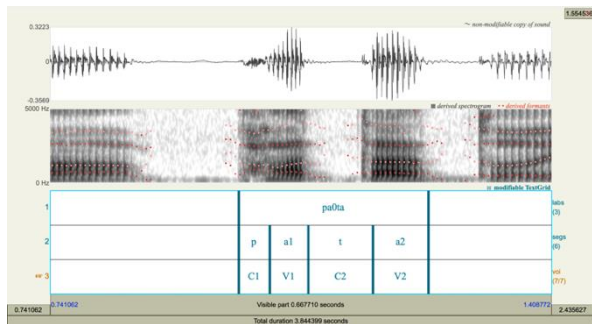 1.554536
0.3223
~ non-modifiable copy of sound
0
-0.3569
5000 Hz
derived spectrogram derived formants
0 Hz
modifiable TextGrid
1 pa0ta labs (3)
2 p a1 t a2 segs (6)
3 C1 V1 C2 V2 (7/7)
0.741062 Visible part 0.667710 seconds 1.408772
0.741062 2.435627
Total duration 3.844399 seconds